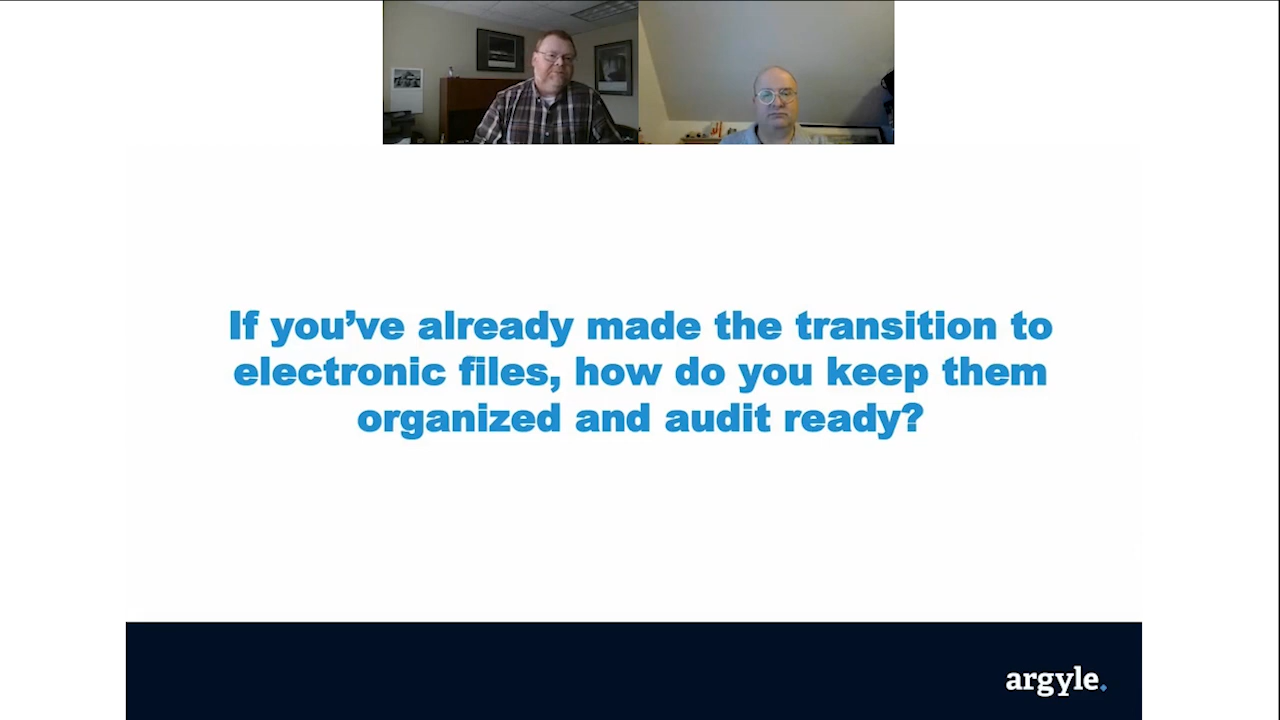 If you’ve already made the transition to
electronic files, how do you keep them
organized and audit ready?
argyle.